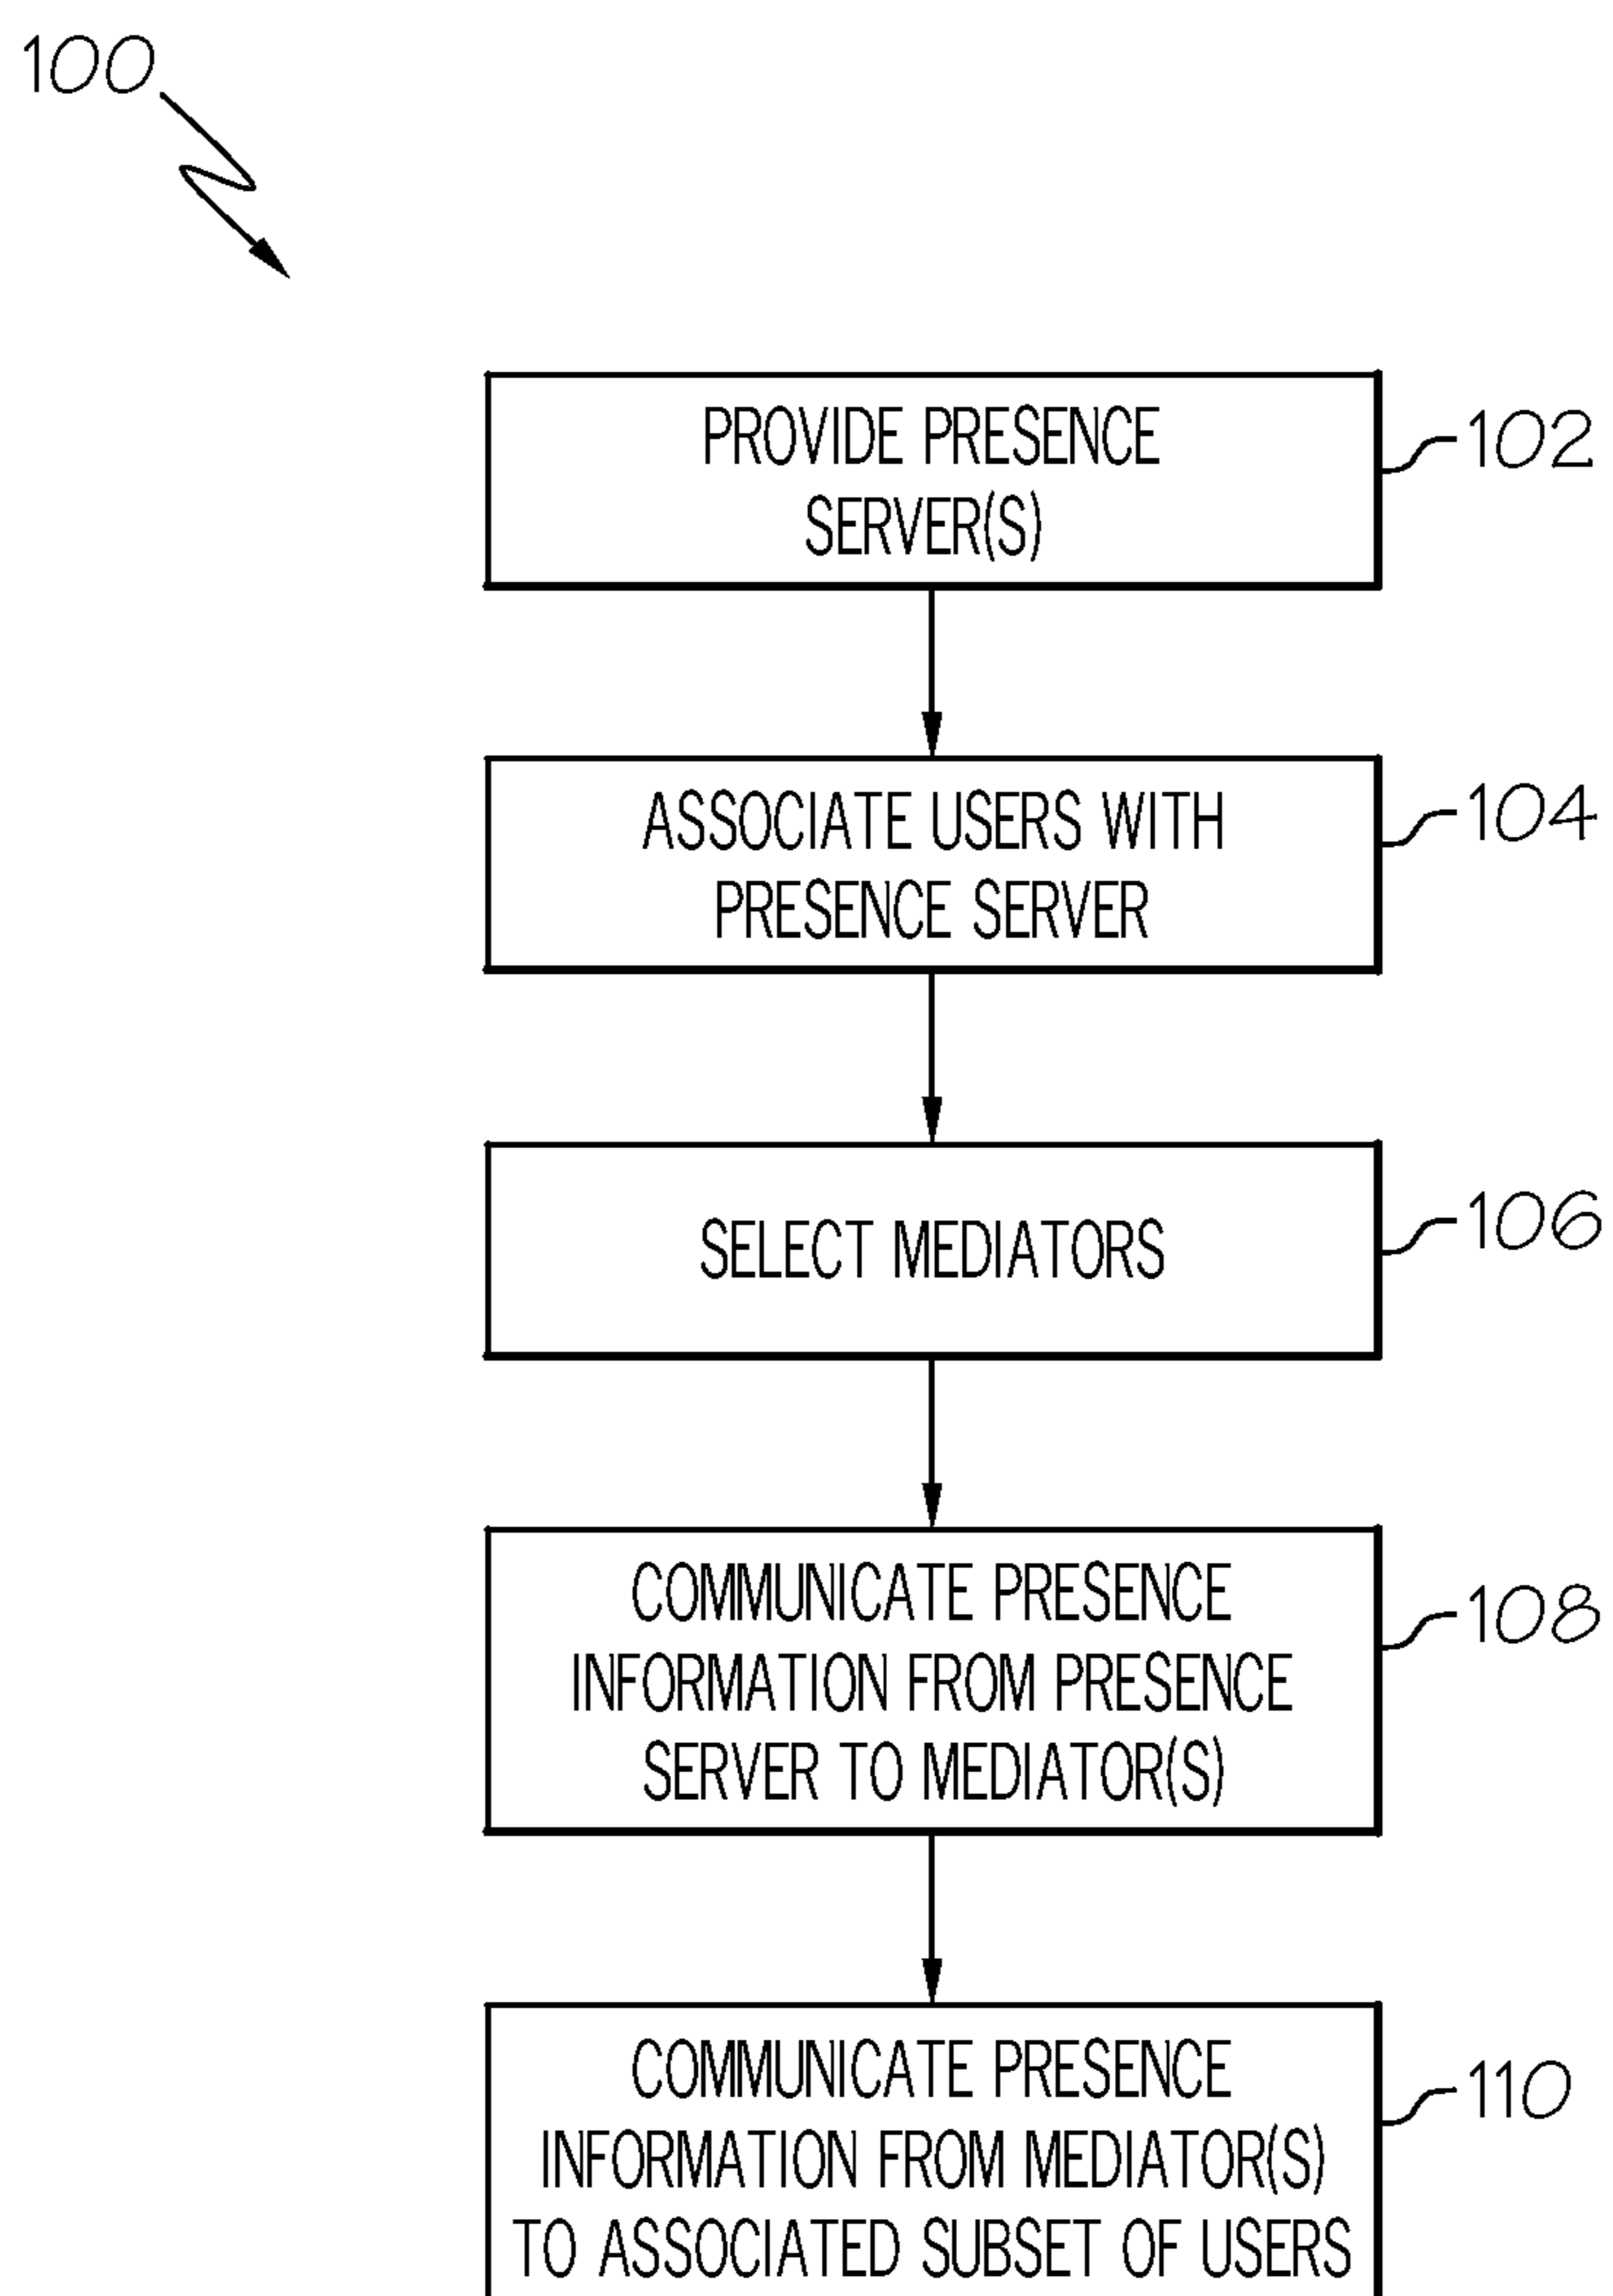 100
PROVIDE PRESENCE
SERVER(S)
102
ASSOCIATE USERS WITH
PRESENCE SERVER
104
SELECT MEDIATORS
106
COMMUNICATE PRESENCE
INFORMATION FROM PRESENCE
SERVER TO MEDIATOR(S)
108
COMMUNICATE PRESENCE
INFORMATION FROM MEDIATOR(S)
TO ASSOCIATED SUBSET OF USERS
110